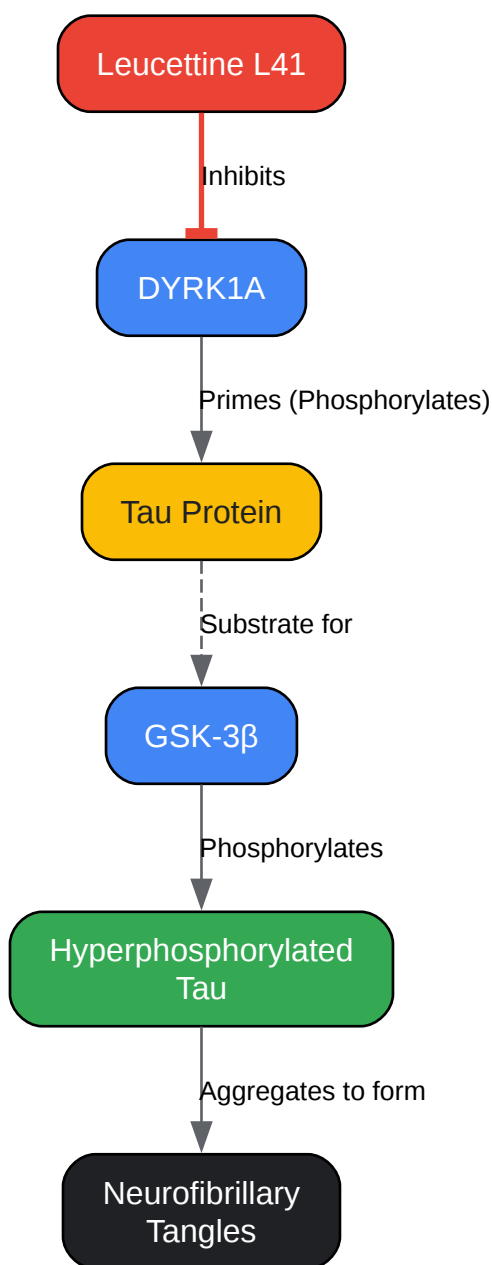 Leucettine L41
Inhibits
DYRK1A
Primes (Phosphorylates)
Tau Protein
Substrate for
GSK-3β
Phosphorylates
Hyperphosphorylated
Tau
Aggregates to form
Neurofibrillary
Tangles